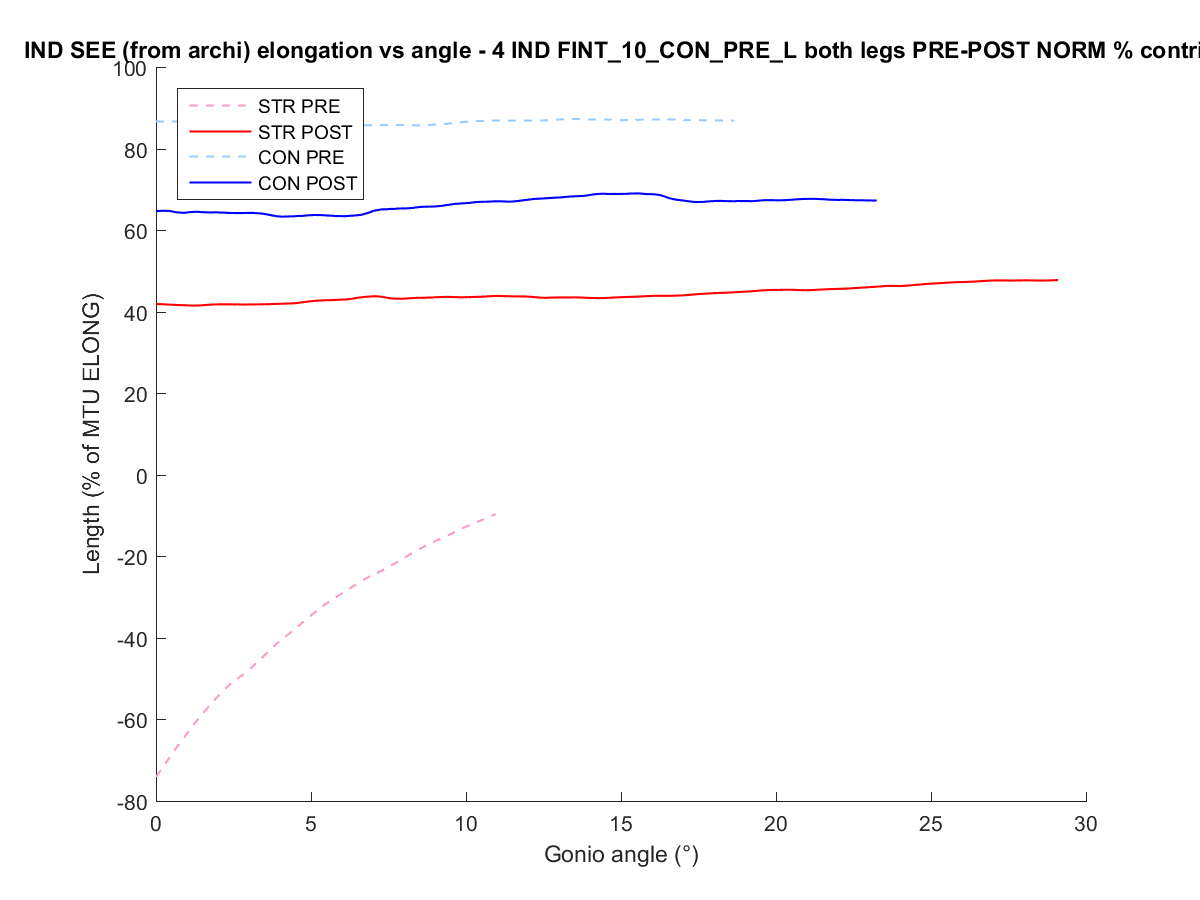 IND SEE (from archi) elongation vs angle - 4 IND FINT_10_CON_PRE_L both legs PRE-POST NORM % contri
100
80
60
40
20
0
-20
-40
-60
-80
Length (% of MTU ELONG)
STR PRE
STR POST
CON PRE
CON POST
0 5 10 15 20 25 30
Gonio angle (°)